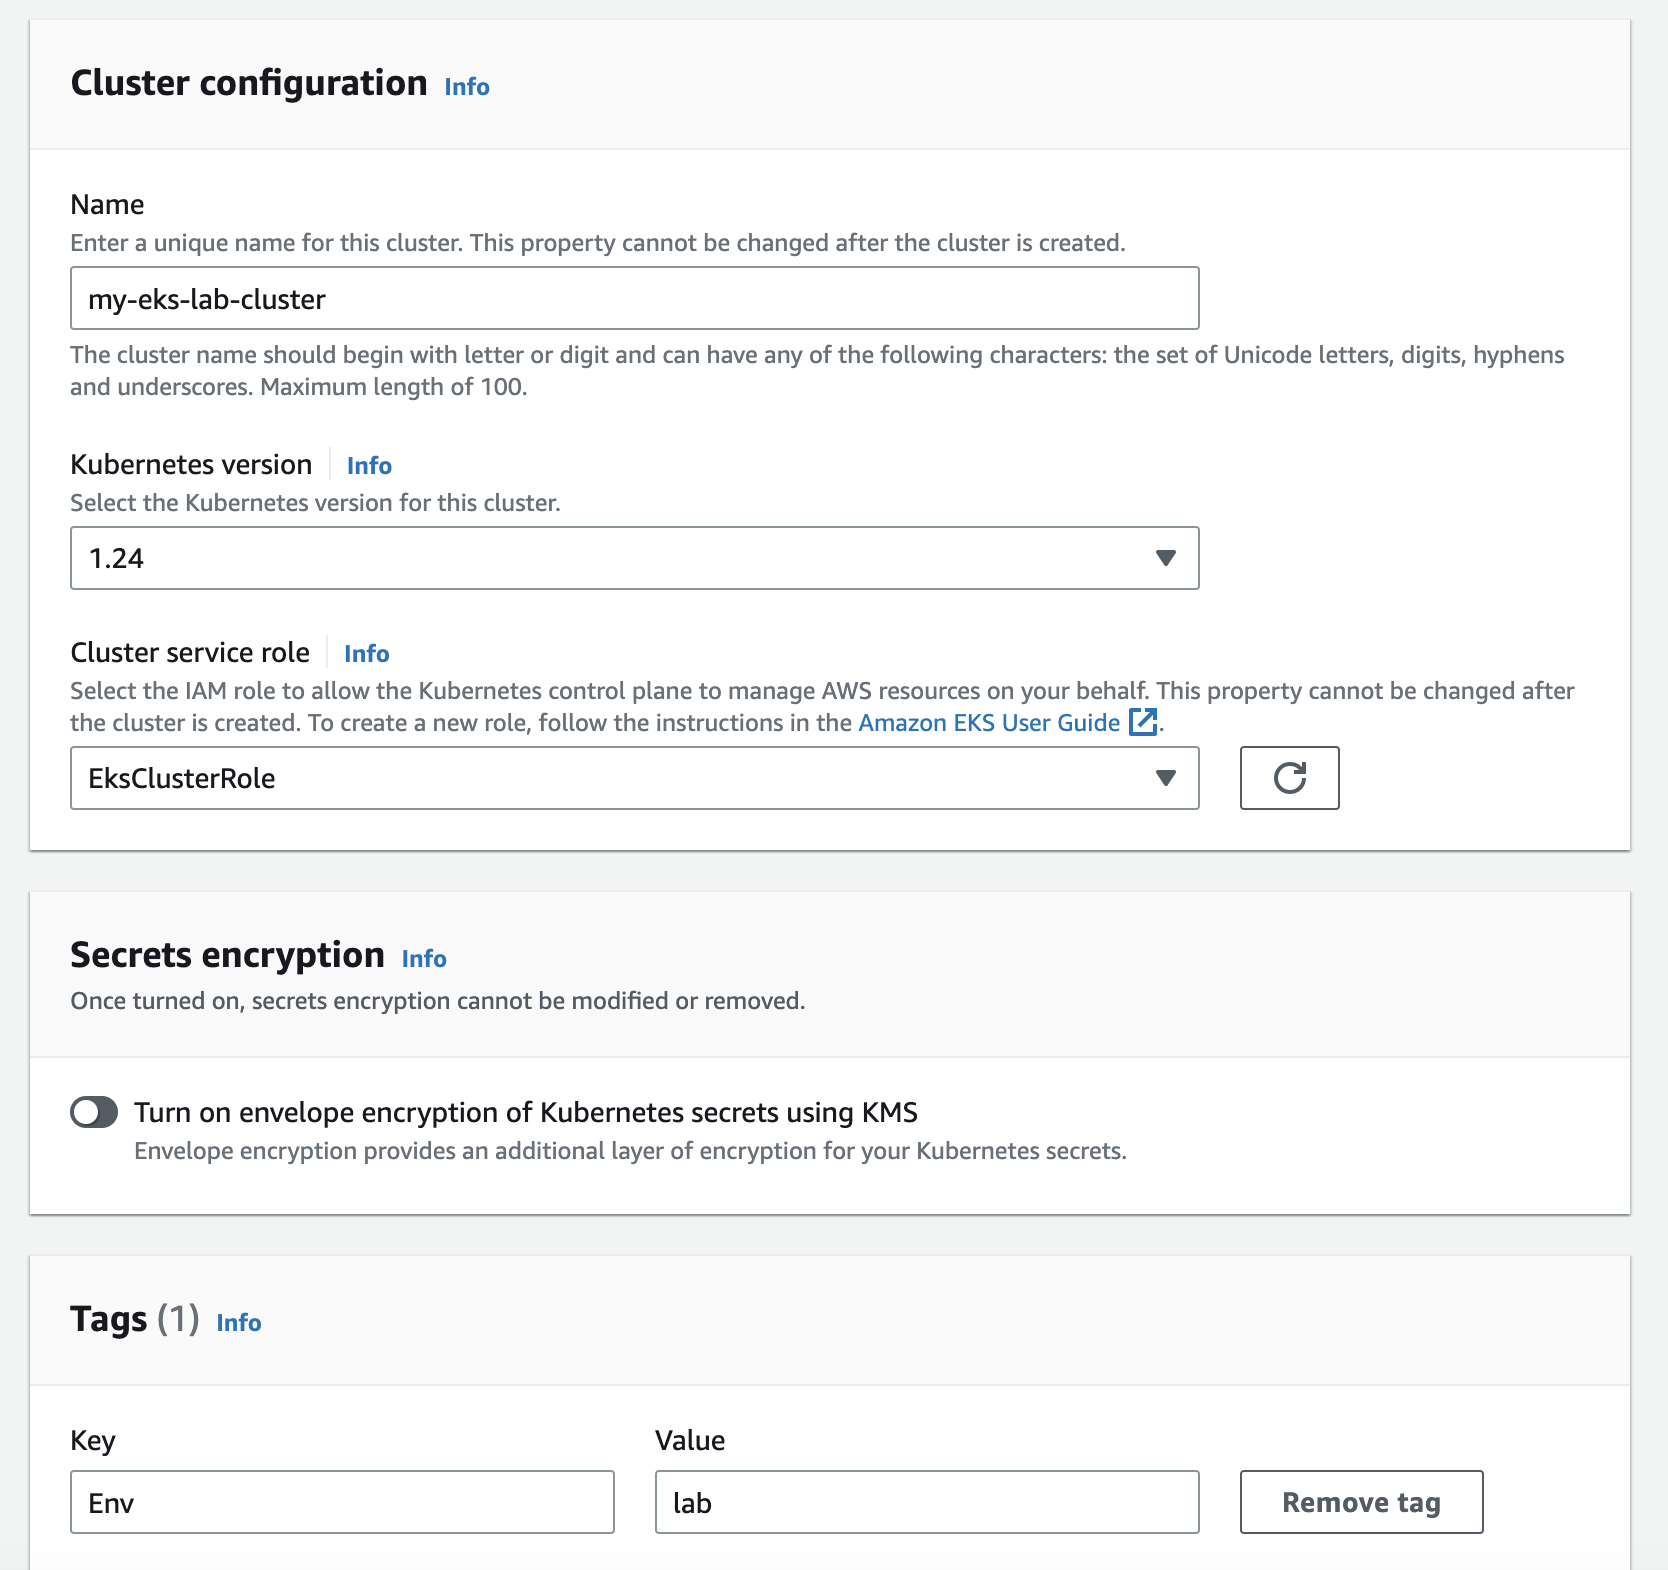 Cluster configuration Info
Name
Enter a unique name for this cluster. This property cannot be changed after the cluster is created.
my-eks-lab-cluster
The cluster name should begin with letter or digit and can have any of the following characters: the set of Unicode letters, digits, hyphens
and underscores. Maximum length of 100.
Kubernetes version Info
Select the Kubernetes version for this cluster.
1.24
Cluster service role Info
Select the IAM role to allow the Kubernetes control plane to manage AWS resources on your behalf. This property cannot be changed after
the cluster is created. To create a new role, follow the instructions in the Amazon EKS User Guide.
EksClusterRole
Secrets encryption Info
Once turned on, secrets encryption cannot be modified or removed.
Turn on envelope encryption of Kubernetes secrets using KMS
Envelope encryption provides an additional layer of encryption for your Kubernetes secrets.
Tags (1) Info
Key Value
Env lab Remove tag